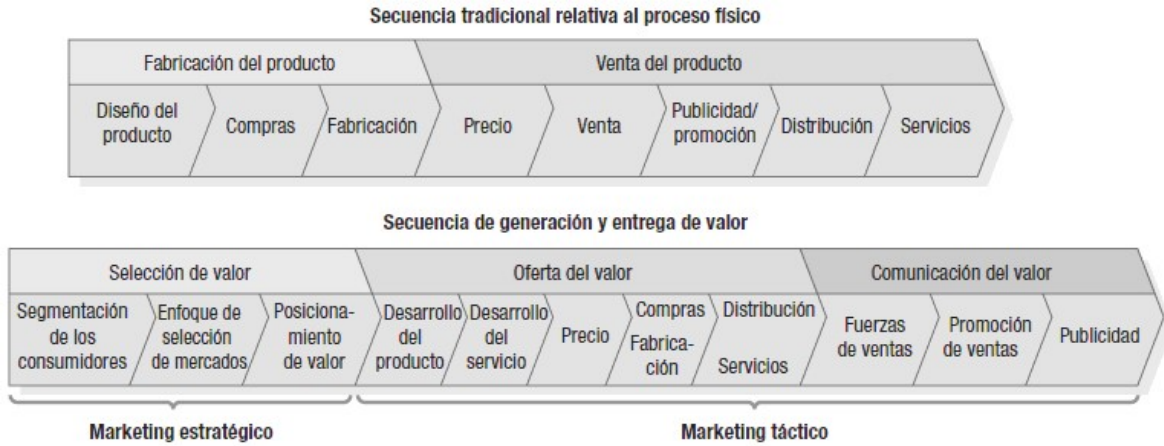 Secuencia tradicional relativa al proceso físico
Fabricación del producto
Venta del producto
Diseño del
producto
Compras
Fabricación
Precio
Venta
Publicidad/
promoción
Distribución
Servicios
Secuencia de generación y entrega de valor
Selección de valor
Oferta del valor
Comunicación del valor
Segmentación
de los
consumidores
Enfoque de
selección
de mercados
Posiciona-
miento
de valor
Desarrollo
del
producto
Desarrollo
del
servicio
Precio
Compras
Fabrica-
ción
Distribución
Servicios
Fuerzas
de ventas
Promoción
de ventas
Publicidad
Marketing estratégico
Marketing táctico